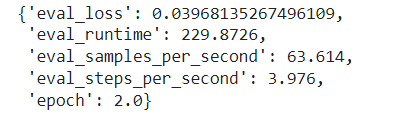 {'eval_loss': 0.03968135267496109,
'eval_runtime': 229.8726,
'eval_samples_per_second': 63.614,
'eval_steps_per_second': 3.976,
'epoch': 2.0}